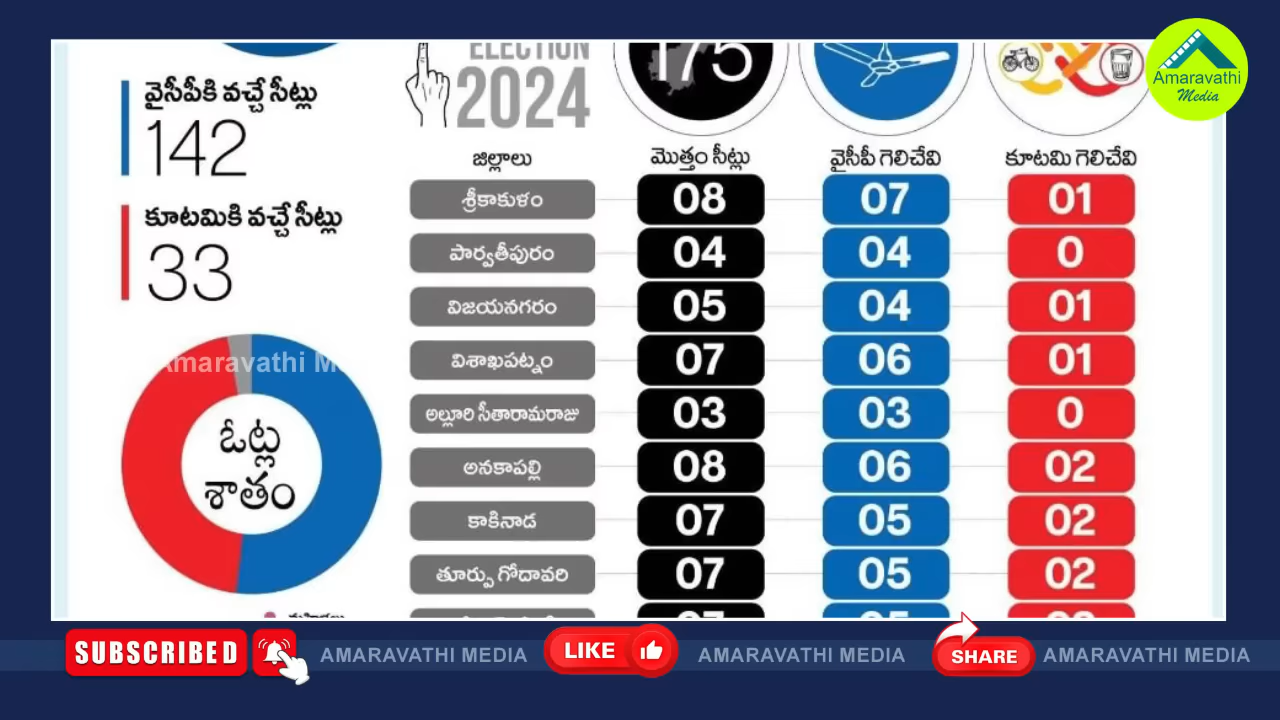 ELECTION
2024
175
Amaravathi
Media
వైసీపీకి వచ్చే సీట్లు
142
కూటమికి వచ్చే సీట్లు
33
ఓట్ల
శాతం
జిల్లాలు మొత్తం సీట్లు వైసీపీ గెలిచేవి కూటమి గెలిచేవి
శ్రీకాకుళం 08 07 01
పార్వతీపురం 04 04 0
విజయనగరం 05 04 01
విశాఖపట్నం 07 06 01
అల్లూరి సీతారామరాజు 03 03 0
అనకాపల్లి 08 06 02
కాకినాడ 07 05 02
తూర్పు గోదావరి 07 05 02
SUBSCRIBED AMARAVATHI MEDIA LIKE AMARAVATHI MEDIA SHARE AMARAVATHI MEDIA